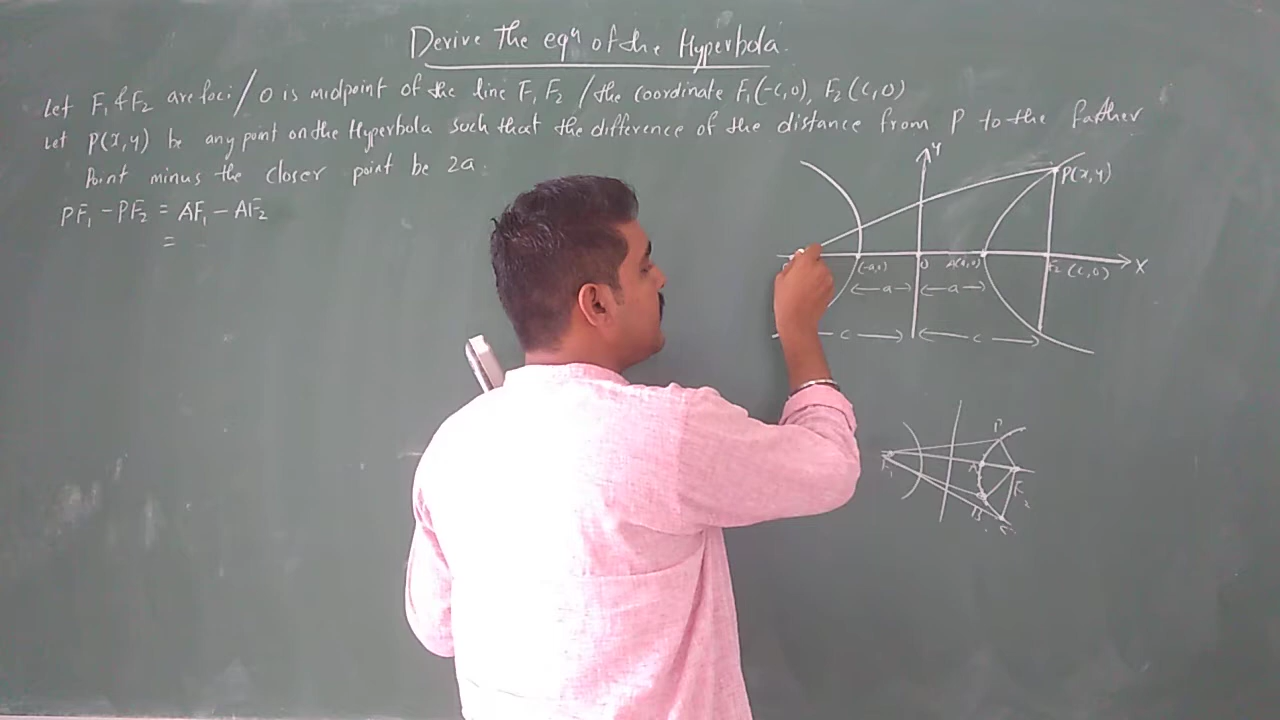 Derive The eqn of the Hyperbola.
Let F1 & F2 are foci / O is midpoint of the line F1 F2 / the coordinate F1(-c,0), F2(c,0)
Let P(x,y) be any point on the Hyperbola such that the difference of the distance from P to the father
Point minus the closer point be 2a.
PF1 - PF2 = AF1 - AF2
=
Y
P(x,y)
(-a,0) O A(a,0) F2 (c,0) X
a a
c c
P
F1 A F2
B
C